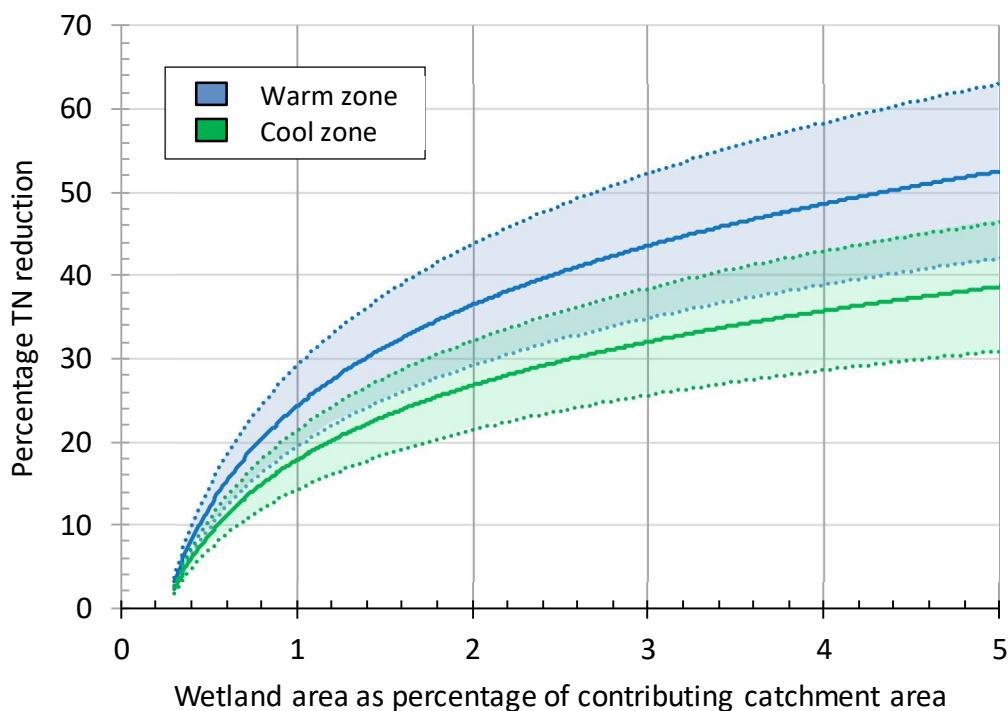 70
60
50
40
30
20
10
0
Percentage TN reduction
Warm zone
Cool zone
0 1 2 3 4 5
Wetland area as percentage of contributing catchment area